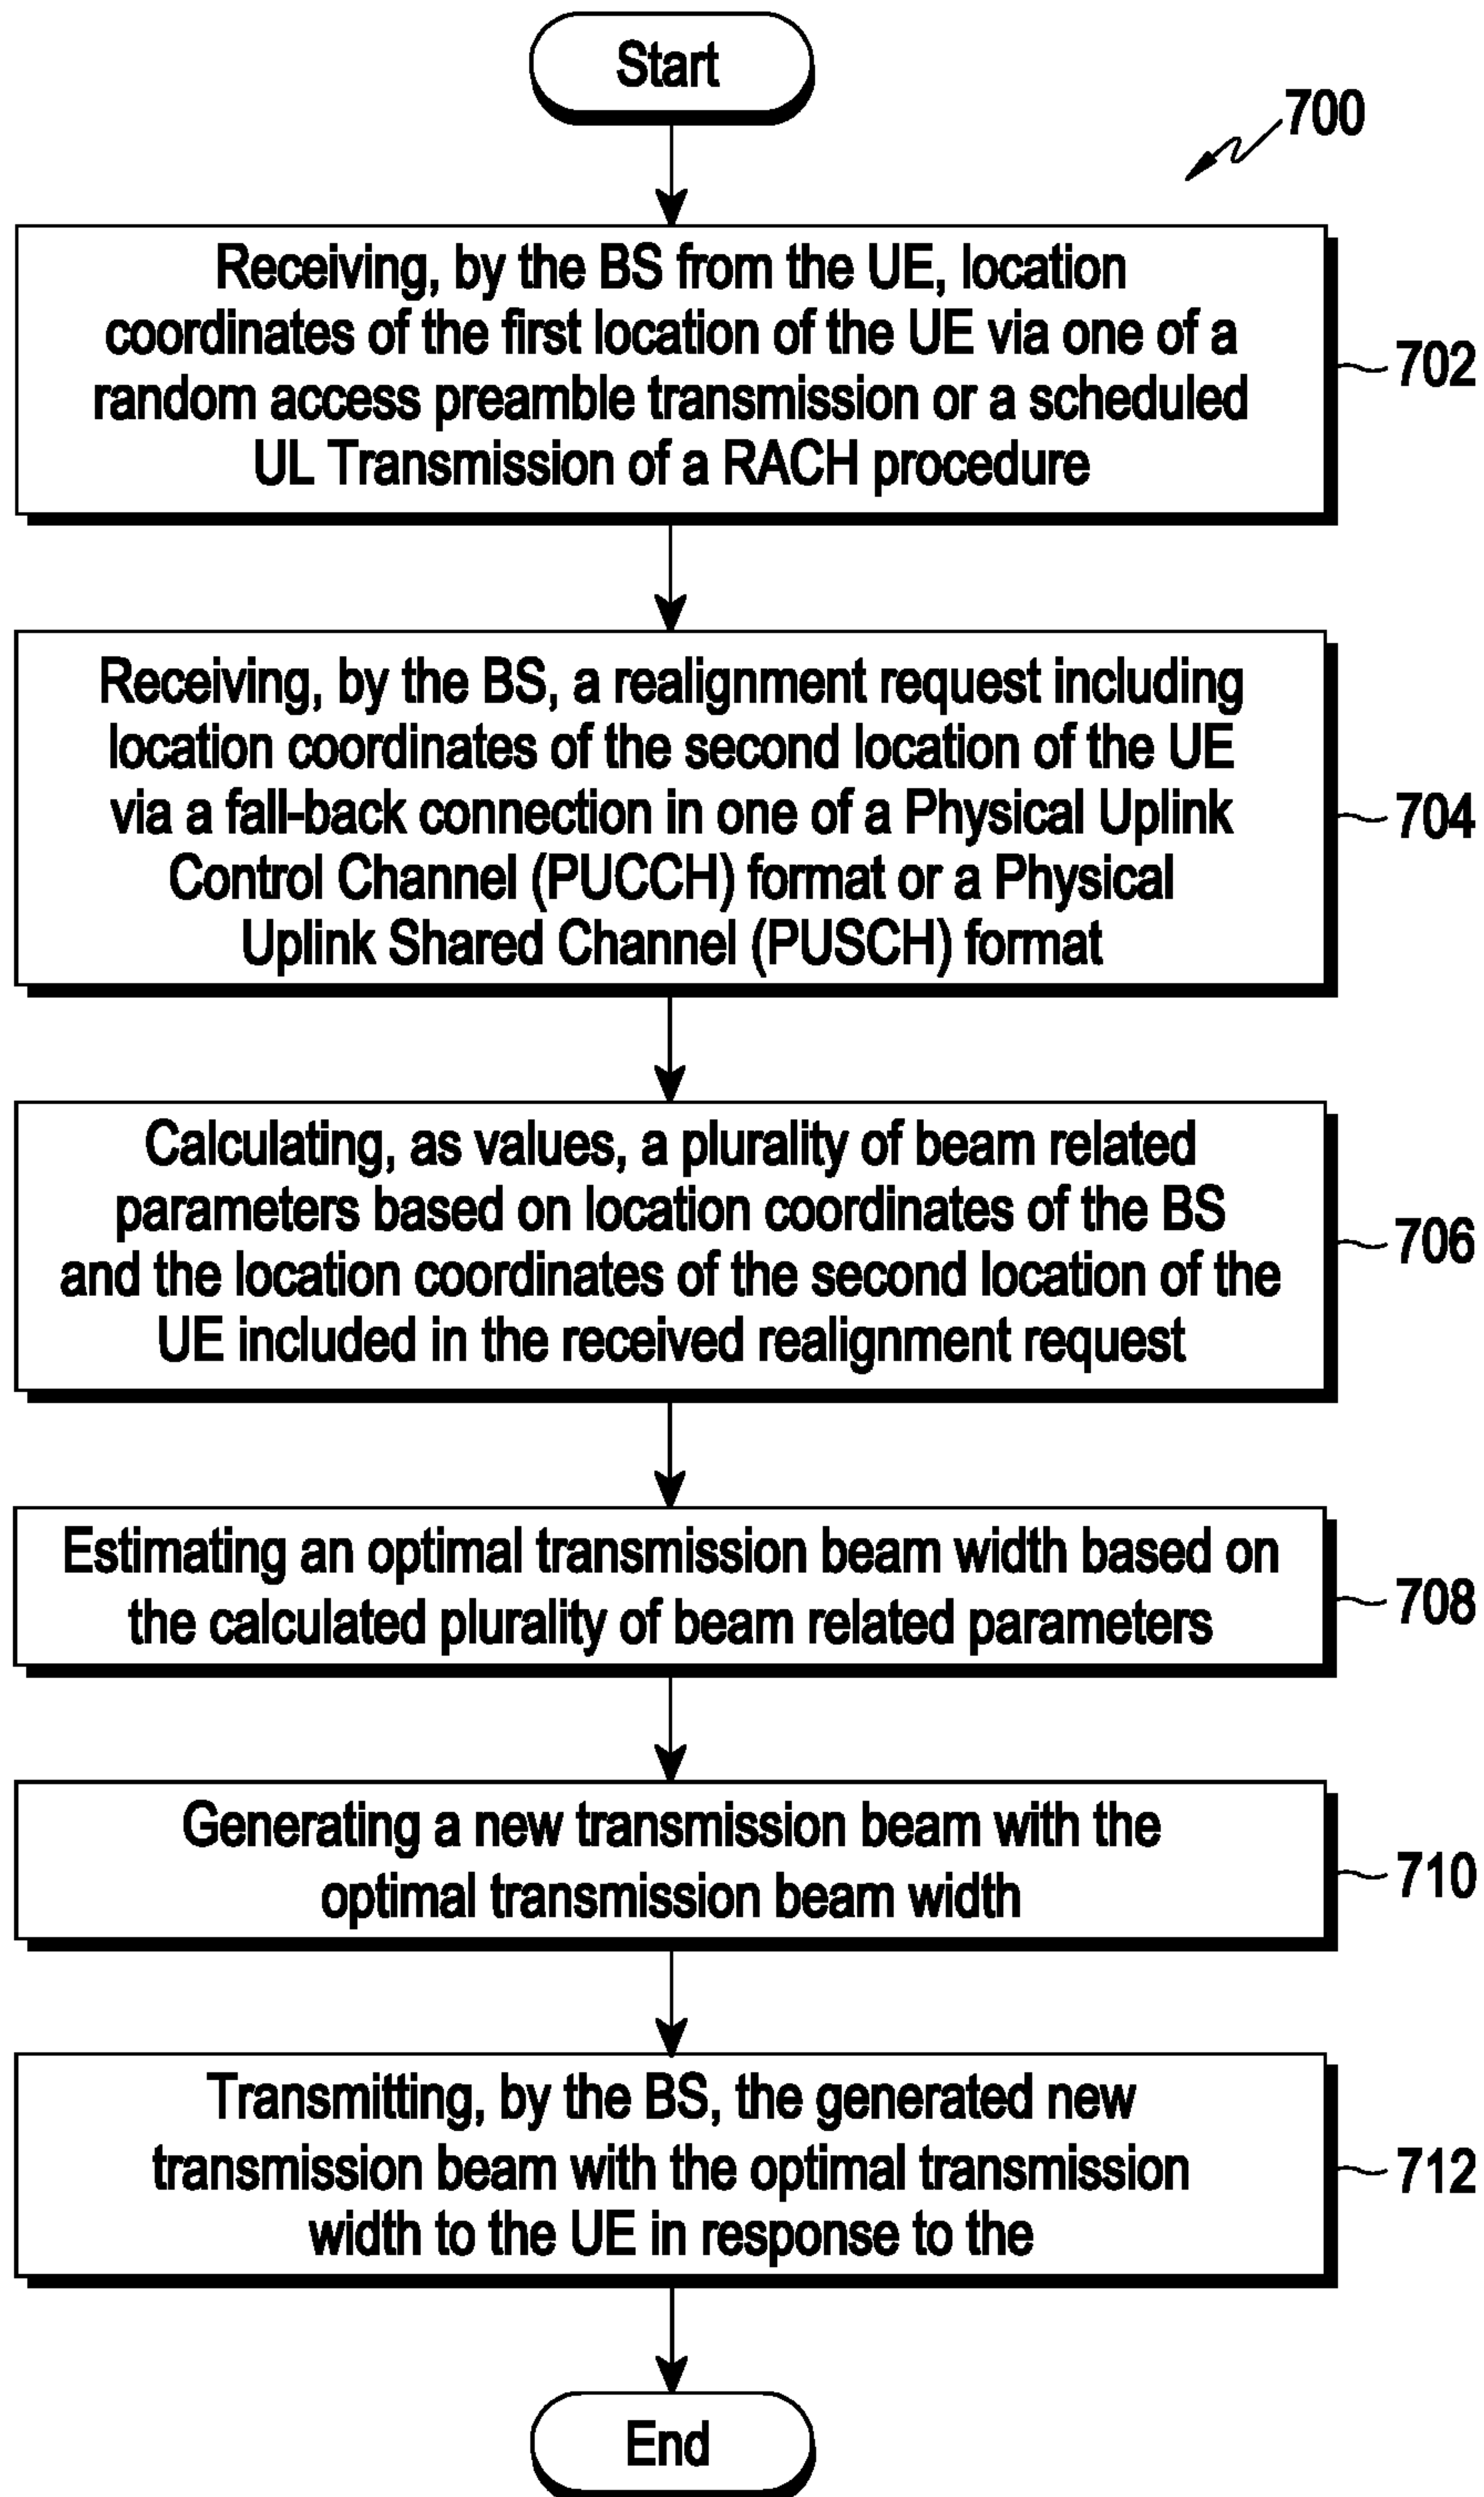 Start
700
Receiving, by the BS from the UE, location
coordinates of the first location of the UE via one of a
random access preamble transmission or a scheduled
UL Transmission of a RACH procedure
702
Receiving, by the BS, a realignment request including
location coordinates of the second location of the UE
via a fall-back connection in one of a Physical Uplink
Control Channel (PUCCH) format or a Physical
Uplink Shared Channel (PUSCH) format
704
Calculating, as values, a plurality of beam related
parameters based on location coordinates of the BS
and the location coordinates of the second location of the
UE included in the received realignment request
706
Estimating an optimal transmission beam width based on
the calculated plurality of beam related parameters
708
Generating a new transmission beam with the
optimal transmission beam width
710
Transmitting, by the BS, the generated new
transmission beam with the optimal transmission
width to the UE in response to the
712
End